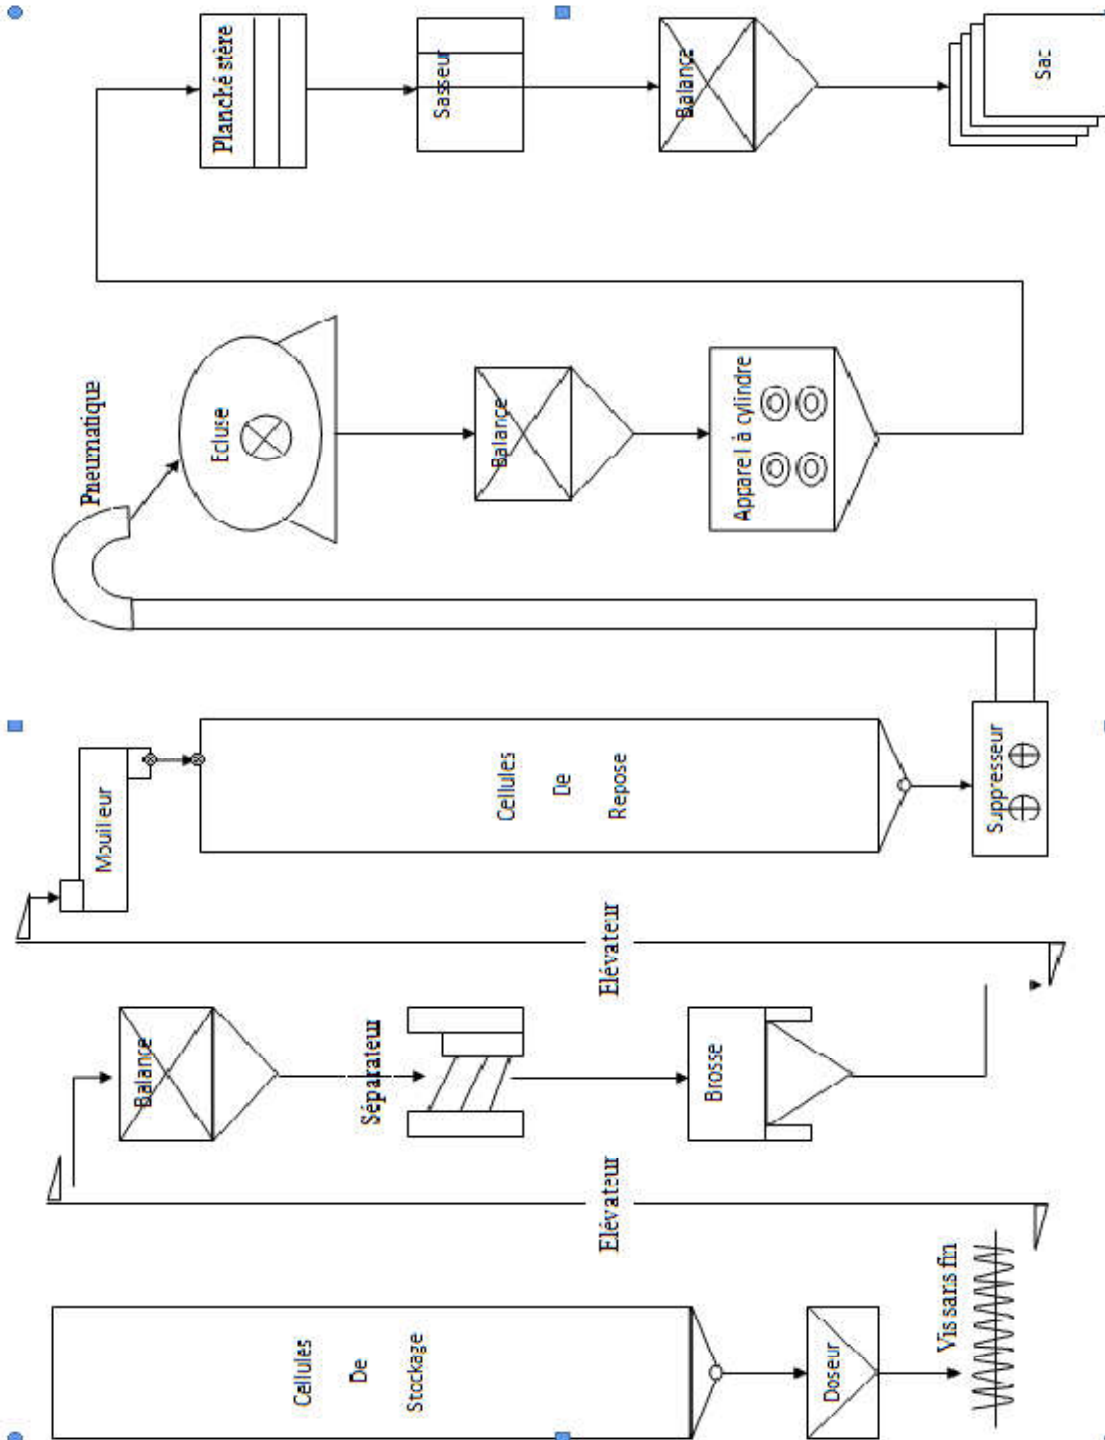 Cellules
De
Stockage
Doseur
Vis sans fin
Elévateur
Balance
Séparateur
Brosse
Elévateur
Mouilleur
Cellules
De
Repose
Suppresseur
Pneumatique
Ecluse
Balance
Appareil à cylindre
Planché stère
Sasseur
Balance
Sac